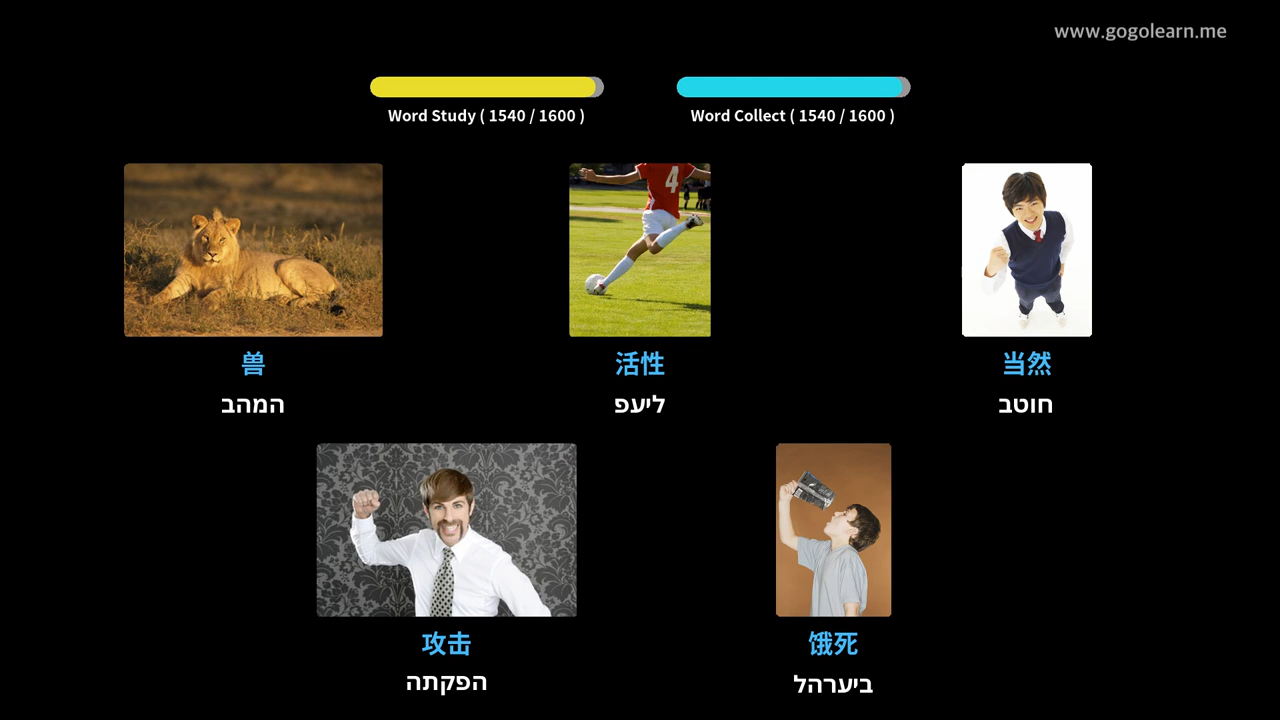 www.gogolearn.me
Word Study ( 1540 / 1600 )
Word Collect ( 1540 / 1600 )
兽
המהב
活性
ליעפ
当然
חוטב
攻击
הפקתה
饿死
ביערהל